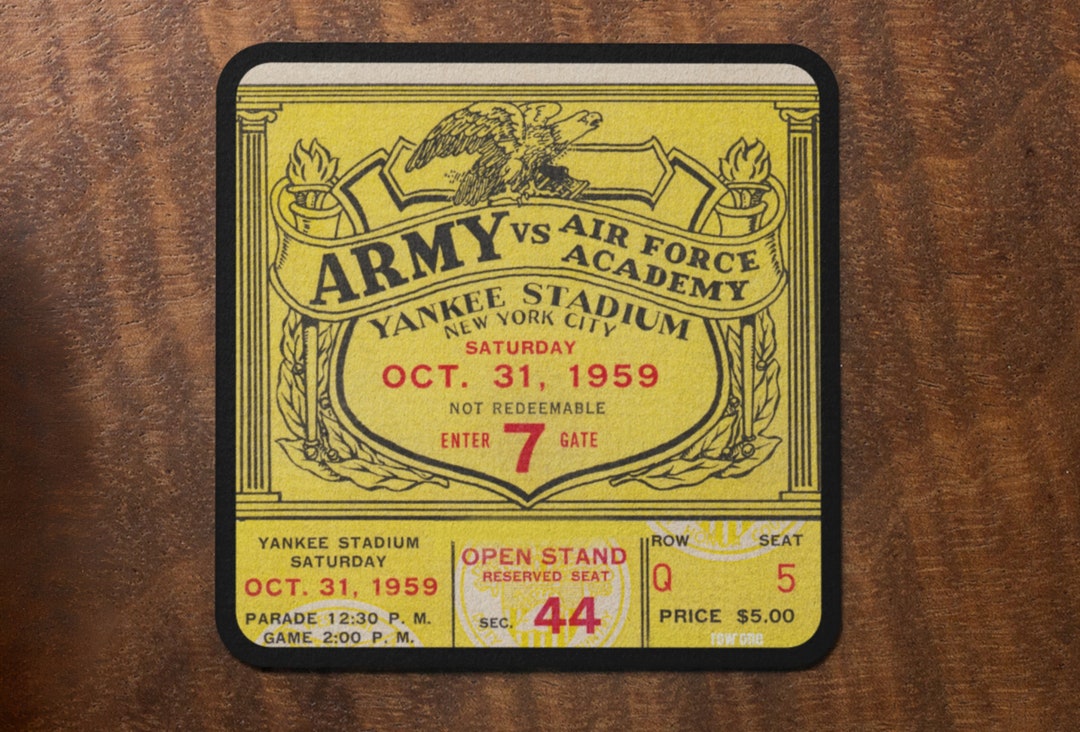 ARMY VS AIR FORCE ACADEMY
YANKEE STADIUM
NEW YORK CITY
SATURDAY
OCT. 31, 1959
NOT REDEEMABLE
ENTER 7 GATE
YANKEE STADIUM
SATURDAY
OCT. 31, 1959
PARADE 12:30 P. M.
GAME 2:00 P. M.
OPEN STAND
RESERVED SEAT
SEC. 44
ROW SEAT
Q 5
PRICE $5.00
row one